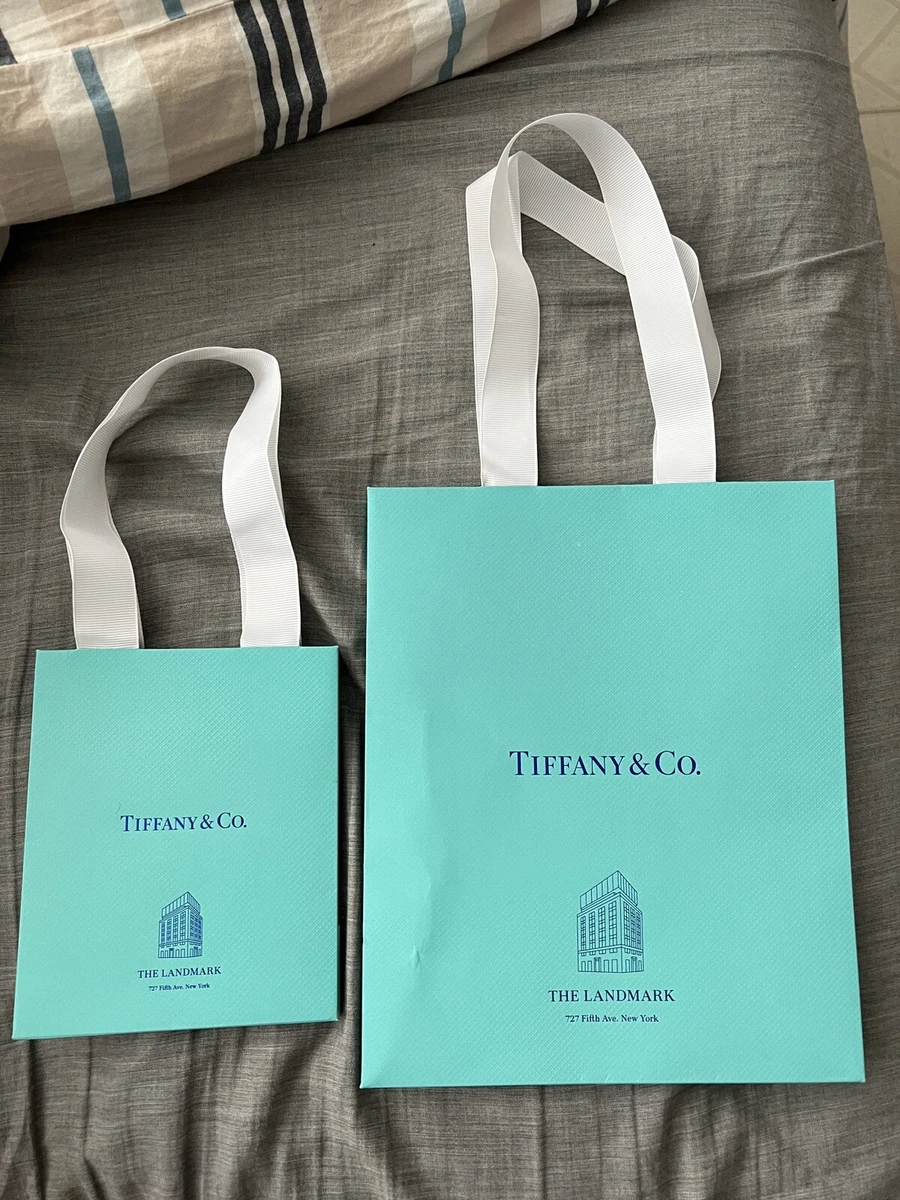 TIFFANY & CO.
THE LANDMARK
727 Fifth Ave. New York
TIFFANY & CO.
THE LANDMARK
727 Fifth Ave. New York